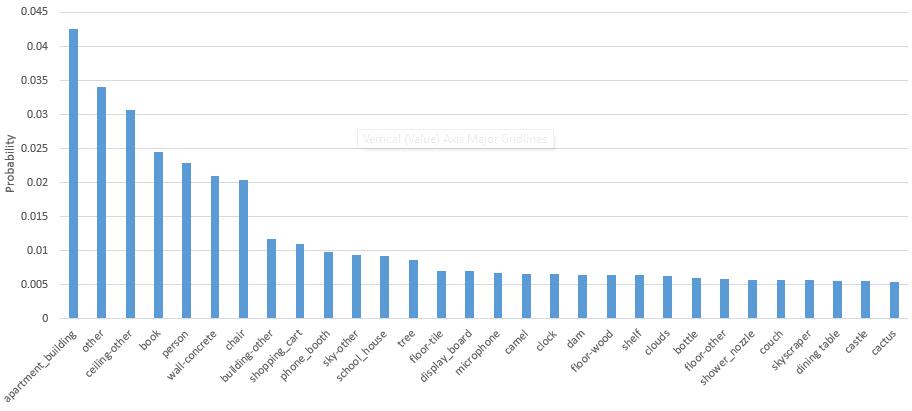 0.045
0.04
0.035
0.03
0.025
0.02
0.015
0.01
0.005
0
Probability
Vertical (Value) Axis Major Gridlines
apartment_building
other
ceiling-other
book
person
wall-concrete
chair
building-other
shopping_cart
phone_booth
sky-other
school_house
tree
floor-tile
display_board
microphone
camel
clock
dam
floor-wood
shelf
clouds
bottle
floor-other
shower_nozzle
couch
skyscraper
dining table
castle
cactus